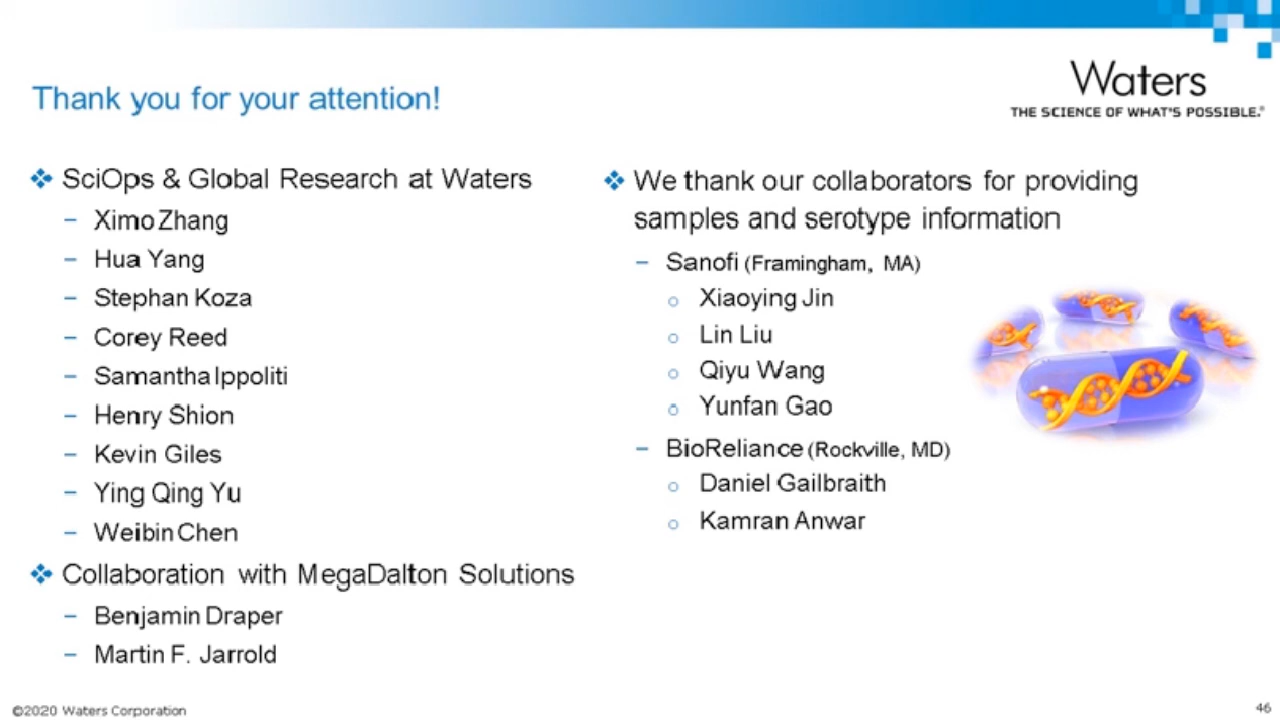 Waters
THE SCIENCE OF WHAT'S POSSIBLE.®
Thank you for your attention!
❖ SciOps & Global Research at Waters
– Ximo Zhang
– Hua Yang
– Stephan Koza
– Corey Reed
– Samantha Ippoliti
– Henry Shion
– Kevin Giles
– Ying Qing Yu
– Weibin Chen
❖ Collaboration with MegaDalton Solutions
– Benjamin Draper
– Martin F. Jarrold
❖ We thank our collaborators for providing
samples and serotype information
– Sanofi (Framingham, MA)
○ Xiaoying Jin
○ Lin Liu
○ Qiyu Wang
○ Yunfan Gao
– BioReliance (Rockville, MD)
○ Daniel Gailbraith
○ Kamran Anwar
©2020 Waters Corporation
46